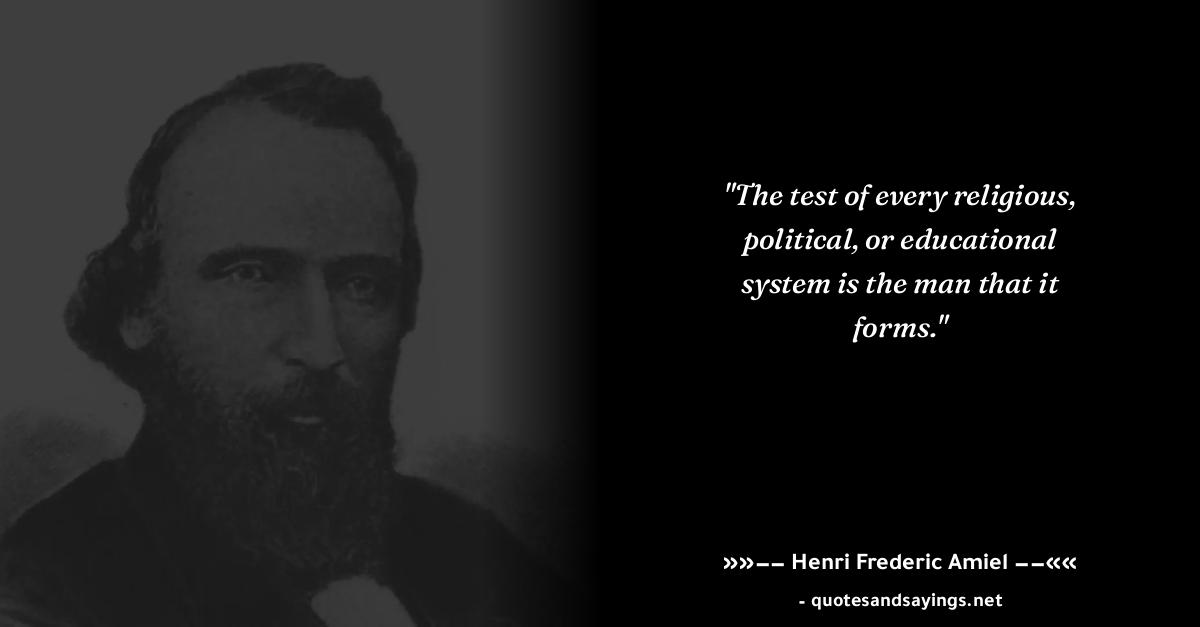 "The test of every religious,
political, or educational
system is the man that it
forms."
»»−− Henri Frederic Amiel −−««
- quotesandsayings.net